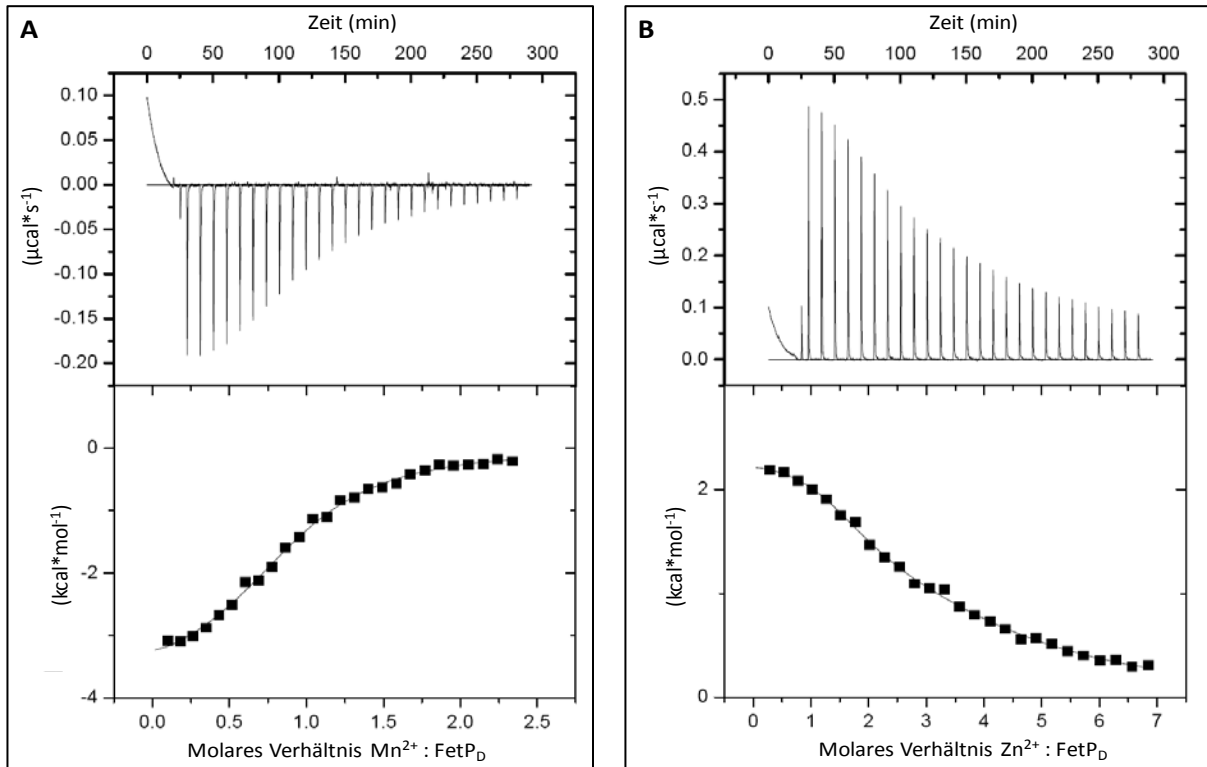 A
Zeit (min)
0 50 100 150 200 250 300
0.10
0.05
0.00
-0.05
-0.10
-0.15
-0.20
(µcal*s⁻¹)
0
-2
-4
(kcal*mol⁻¹)
0.0 0.5 1.0 1.5 2.0 2.5
Molares Verhältnis Mn²⁺ : FetP_D
B
Zeit (min)
0 50 100 150 200 250 300
0.5
0.4
0.3
0.2
0.1
0.0
(µcal*s⁻¹)
2
0
(kcal*mol⁻¹)
0 1 2 3 4 5 6 7
Molares Verhältnis Zn²⁺ : FetP_D